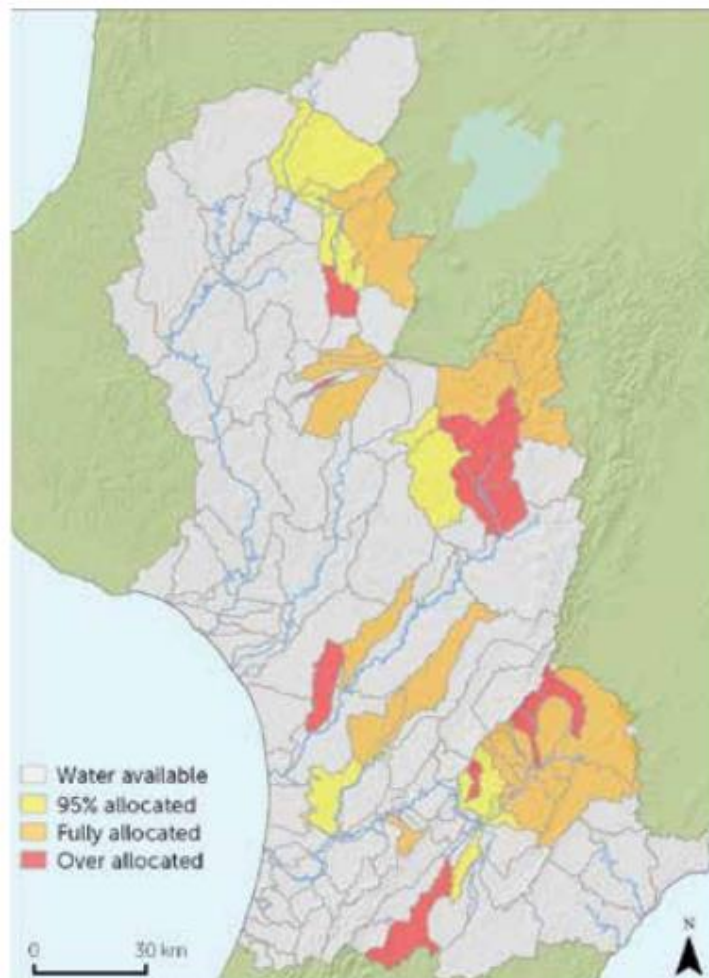 Water available
95% allocated
Fully allocated
Over allocated
0 30 km
N